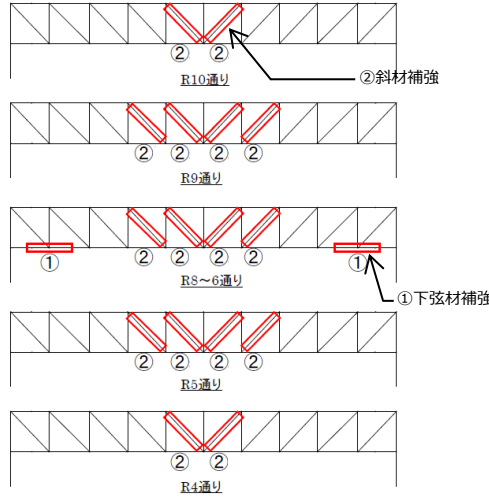 ② ②
②斜材補強
R10通り
② ② ② ②
R9通り
① ② ② ② ② ①
R8～6通り
①下弦材補強
② ② ② ②
R5通り
② ②
R4通り